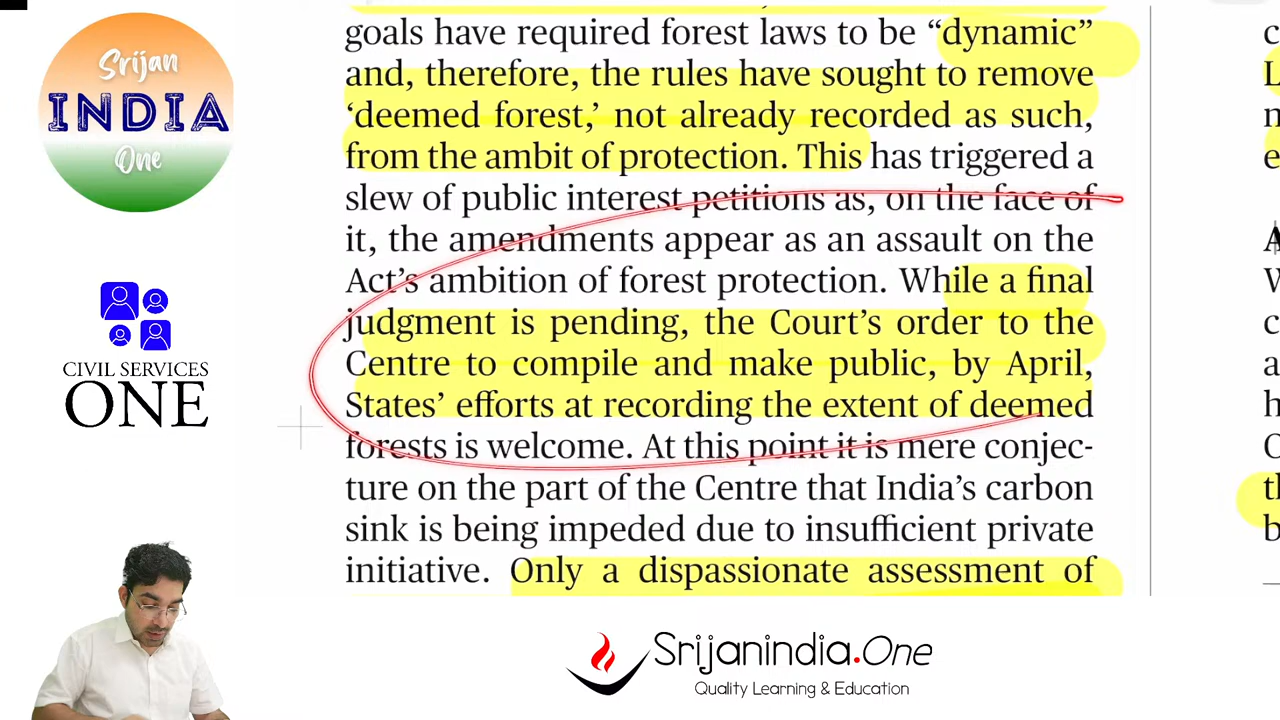 Srijan
INDIA
One
CIVIL SERVICES
ONE
goals have required forest laws to be “dynamic”
and, therefore, the rules have sought to remove
‘deemed forest,’ not already recorded as such,
from the ambit of protection. This has triggered a
slew of public interest petitions as, on the face of
it, the amendments appear as an assault on the
Act’s ambition of forest protection. While a final
judgment is pending, the Court’s order to the
Centre to compile and make public, by April,
States’ efforts at recording the extent of deemed
forests is welcome. At this point it is mere conjec-
ture on the part of the Centre that India’s carbon
sink is being impeded due to insufficient private
initiative. Only a dispassionate assessment of
Srijanindia.One
Quality Learning & Education